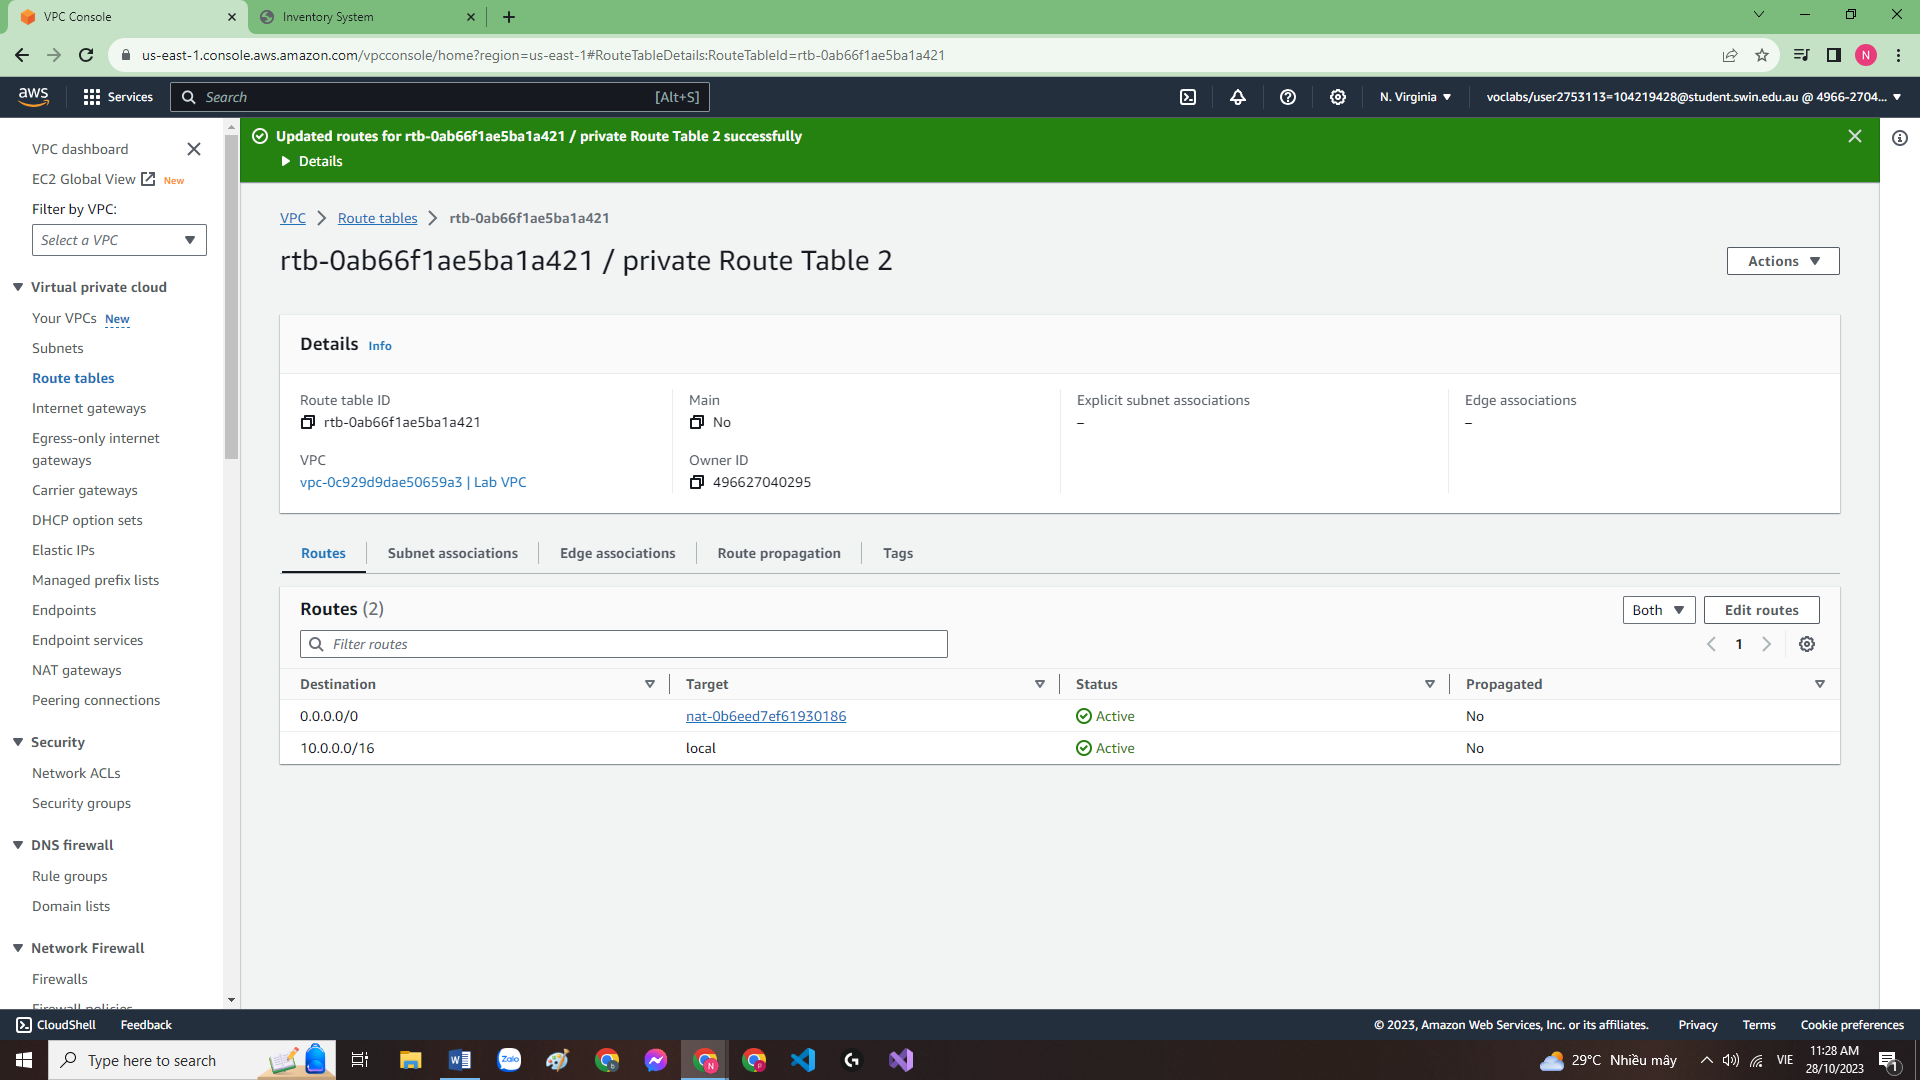 VPC Console
Inventory System
us-east-1.console.aws.amazon.com/vpcconsole/home?region=us-east-1#RouteTableDetails:RouteTableId=rtb-0ab66f1ae5ba1a421
N
aws
Services
Search
[Alt+S]
N. Virginia
voclabs/user2753113=104219428@student.swin.edu.au @ 4966-2704...
VPC dashboard
EC2 Global View
New
Filter by VPC:
Select a VPC
Virtual private cloud
Your VPCs
New
Subnets
Route tables
Internet gateways
Egress-only internet
gateways
Carrier gateways
DHCP option sets
Elastic IPs
Managed prefix lists
Endpoints
Endpoint services
NAT gateways
Peering connections
Security
Network ACLs
Security groups
DNS firewall
Rule groups
Domain lists
Network Firewall
Firewalls
Firewall policies
Updated routes for rtb-0ab66f1ae5ba1a421 / private Route Table 2 successfully
Details
VPC
Route tables
rtb-0ab66f1ae5ba1a421
rtb-0ab66f1ae5ba1a421 / private Route Table 2
Actions
Details
Info
Route table ID
rtb-0ab66f1ae5ba1a421
Main
No
Explicit subnet associations
–
Edge associations
–
VPC
vpc-0c929d9dae50659a3 | Lab VPC
Owner ID
496627040295
Routes
Subnet associations
Edge associations
Route propagation
Tags
Routes (2)
Both
Edit routes
Filter routes
1
Destination
Target
Status
Propagated
0.0.0.0/0
nat-0b6eed7ef61930186
Active
No
10.0.0.0/16
local
Active
No
CloudShell
Feedback
© 2023, Amazon Web Services, Inc. or its affiliates.
Privacy
Terms
Cookie preferences
Type here to search
Zalo
29°C Nhiều mây
VIE
11:28 AM
28/10/2023
1